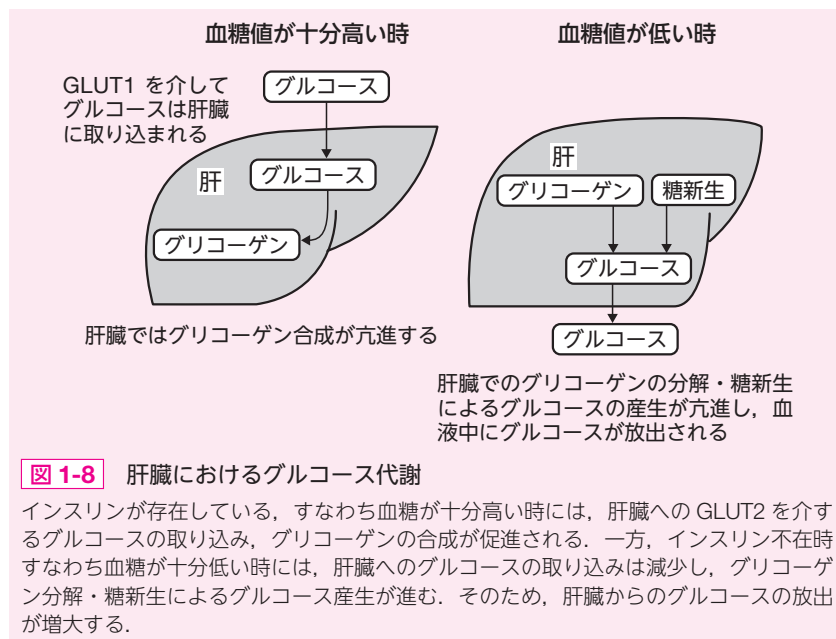 血糖値が十分高い時
血糖値が低い時
GLUT1 を介して
グルコースは肝臓
に取り込まれる
グルコース
肝
グルコース
グリコーゲン
肝臓ではグリコーゲン合成が亢進する
肝
グリコーゲン
糖新生
グルコース
グルコース
肝臓でのグリコーゲンの分解・糖新生
によるグルコースの産生が亢進し，血
液中にグルコースが放出される
図 1-8 肝臓におけるグルコース代謝
インスリンが存在している，すなわち血糖が十分高い時には，肝臓への GLUT2 を介す
るグルコースの取り込み，グリコーゲンの合成が促進される．一方，インスリン不在時
すなわち血糖が十分低い時には，肝臓へのグルコースの取り込みは減少し，グリコーゲ
ン分解・糖新生によるグルコース産生が進む．そのため，肝臓からのグルコースの放出
が増大する．